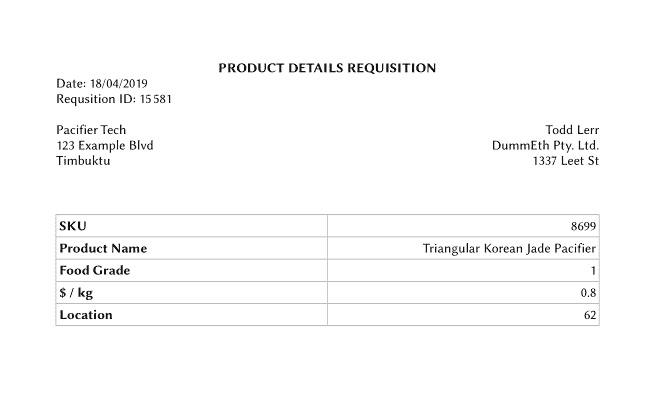 PRODUCT DETAILS REQUISITION
Date: 18/04/2019
Requsition ID: 15581
Pacifier Tech
123 Example Blvd
Timbuktu
Todd Lerr
DummEth Pty. Ltd.
1337 Leet St
SKU 8699
Product Name Triangular Korean Jade Pacifier
Food Grade 1
$ / kg 0.8
Location 62